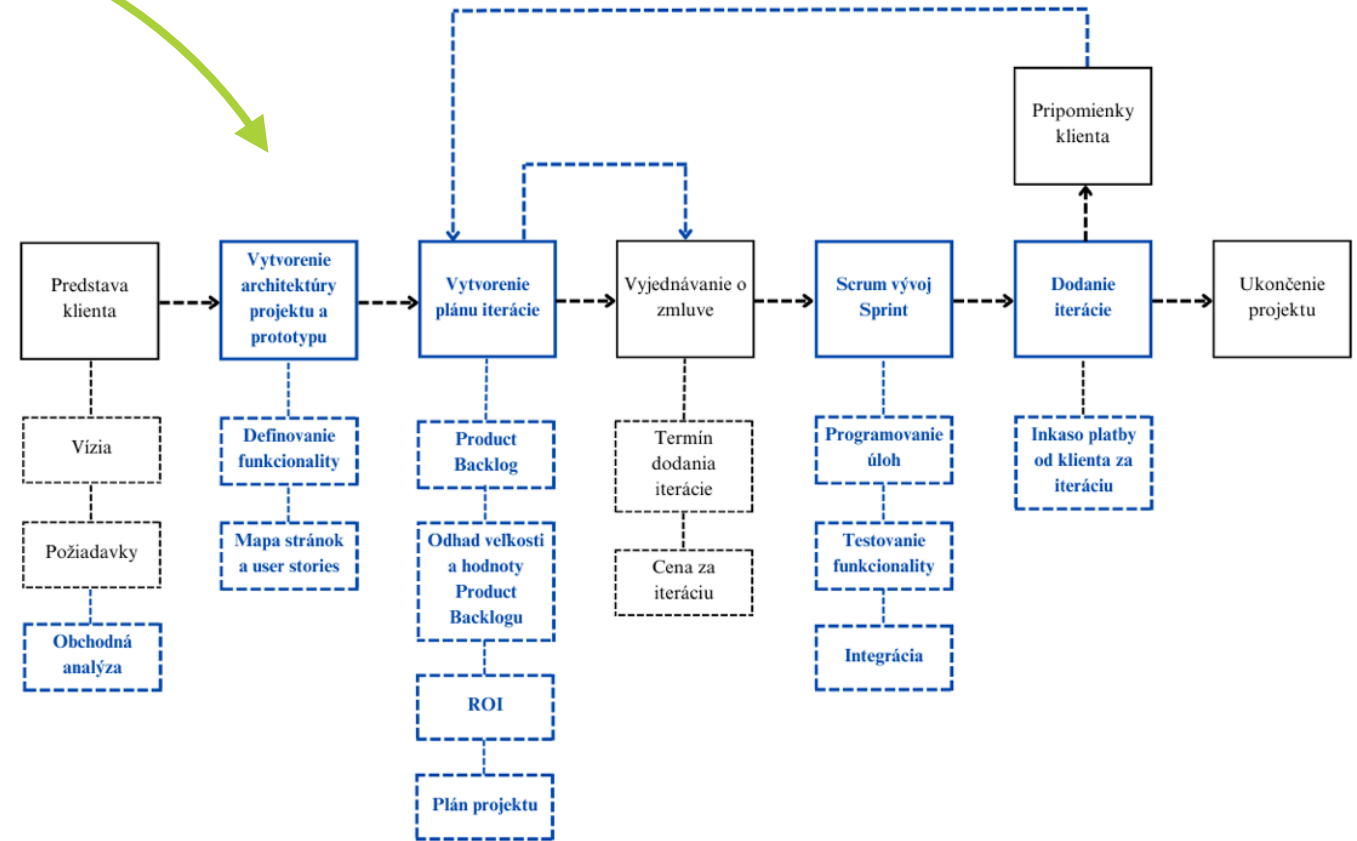 Pripomienky
klienta
Predstava
klienta
Vytvorenie
architektúry
projektu a
prototypu
Vytvorenie
plánu iterácie
Vyjednávanie o
zmluve
Scrum vývoj
Sprint
Dodanie
iterácie
Ukončenie
projektu
Vízia
Požiadavky
Obchodná
analýza
Definovanie
funkcionality
Mapa stránok
a user stories
Product
Backlog
Odhad veľkosti
a hodnoty
Product
Backlogu
ROI
Plán projektu
Termín
dodania
iterácie
Cena za
iteráciu
Programovanie
úloh
Testovanie
funkcionality
Integrácia
Inkaso platby
od klienta za
iteráciu